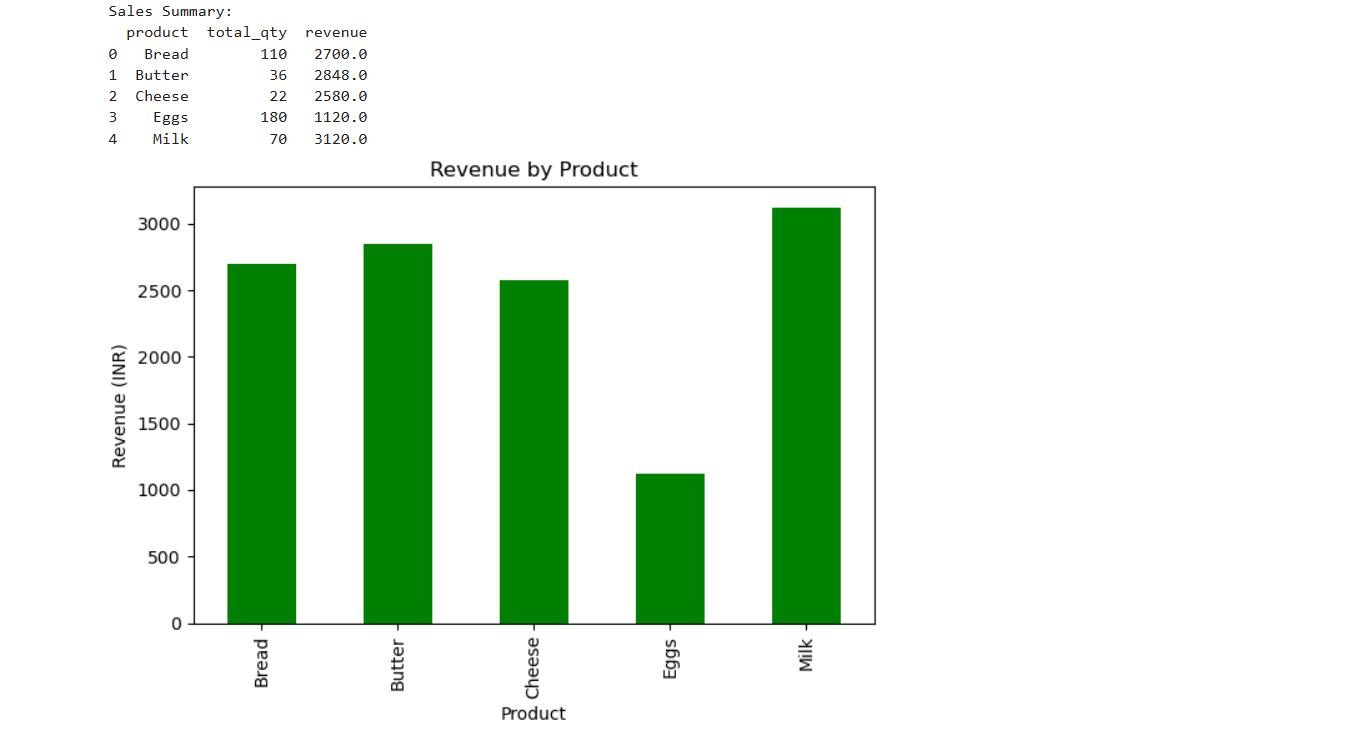 Sales Summary:
product total_qty revenue
0 Bread 110 2700.0
1 Butter 36 2848.0
2 Cheese 22 2580.0
3 Eggs 180 1120.0
4 Milk 70 3120.0
Revenue by Product
3000
2500
2000
1500
1000
500
0
Revenue (INR)
Bread Butter Cheese Eggs Milk
Product